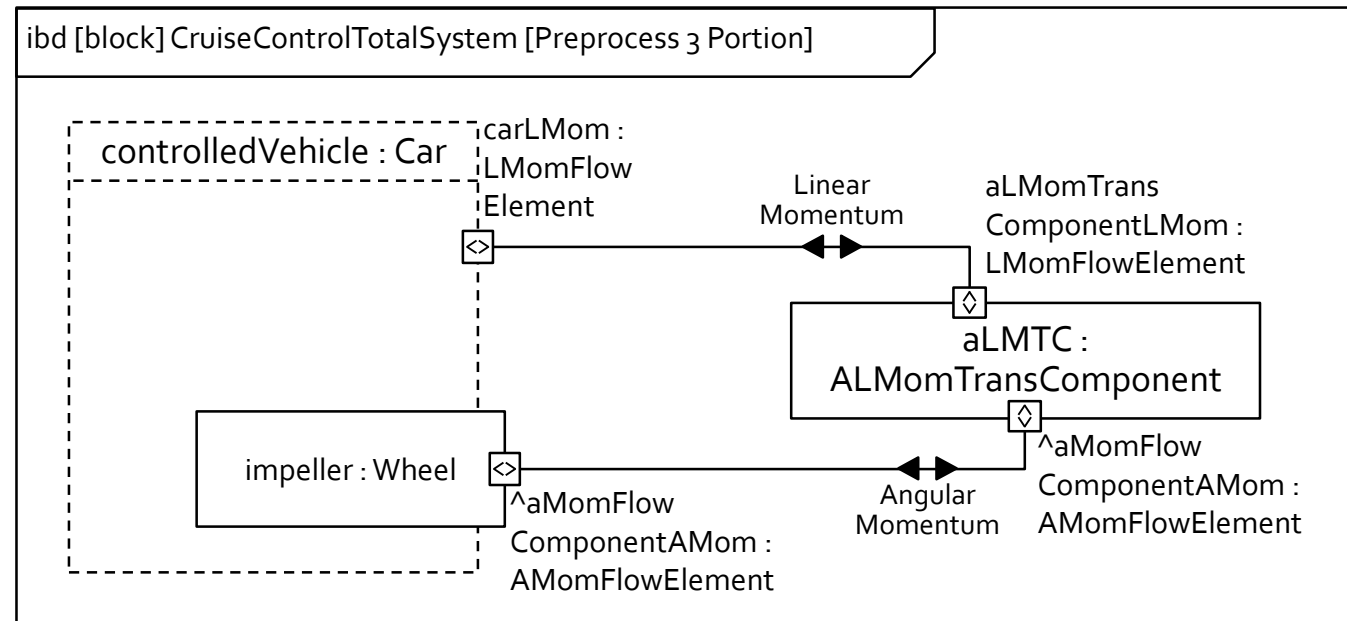 ibd [block] CruiseControlTotalSystem [Preprocess 3 Portion]
controlledVehicle : Car
carLMom :
LMomFlow
Element
Linear
Momentum
aLMomTrans
ComponentLMom :
LMomFlowElement
aLMTC :
ALMomTransComponent
impeller : Wheel
^aMomFlow
ComponentAMom :
AMomFlowElement
Angular
Momentum
^aMomFlow
ComponentAMom :
AMomFlowElement